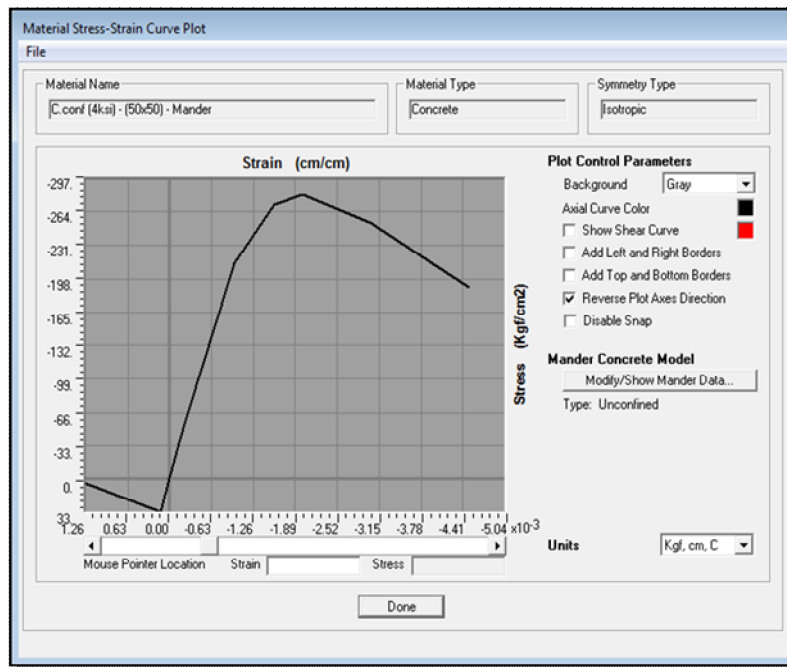 Material Stress-Strain Curve Plot
File
Material Name
C.conf (4ksi) - (50x50) - Mander
Material Type
Concrete
Symmetry Type
Isotropic
Strain (cm/cm)
-297.
-264.
-231.
-198.
-165.
-132.
-99.
-66.
-33.
0.
33.
1.26 0.63 0.00 -0.63 -1.26 -1.89 -2.52 -3.15 -3.78 -4.41 -5.04 x10-3
Stress (Kgf/cm2)
Mouse Pointer Location Strain Stress
Plot Control Parameters
Background Gray
Axial Curve Color
Show Shear Curve
Add Left and Right Borders
Add Top and Bottom Borders
Reverse Plot Axes Direction
Disable Snap
Mander Concrete Model
Modify/Show Mander Data...
Type: Unconfined
Units Kgf, cm, C
Done